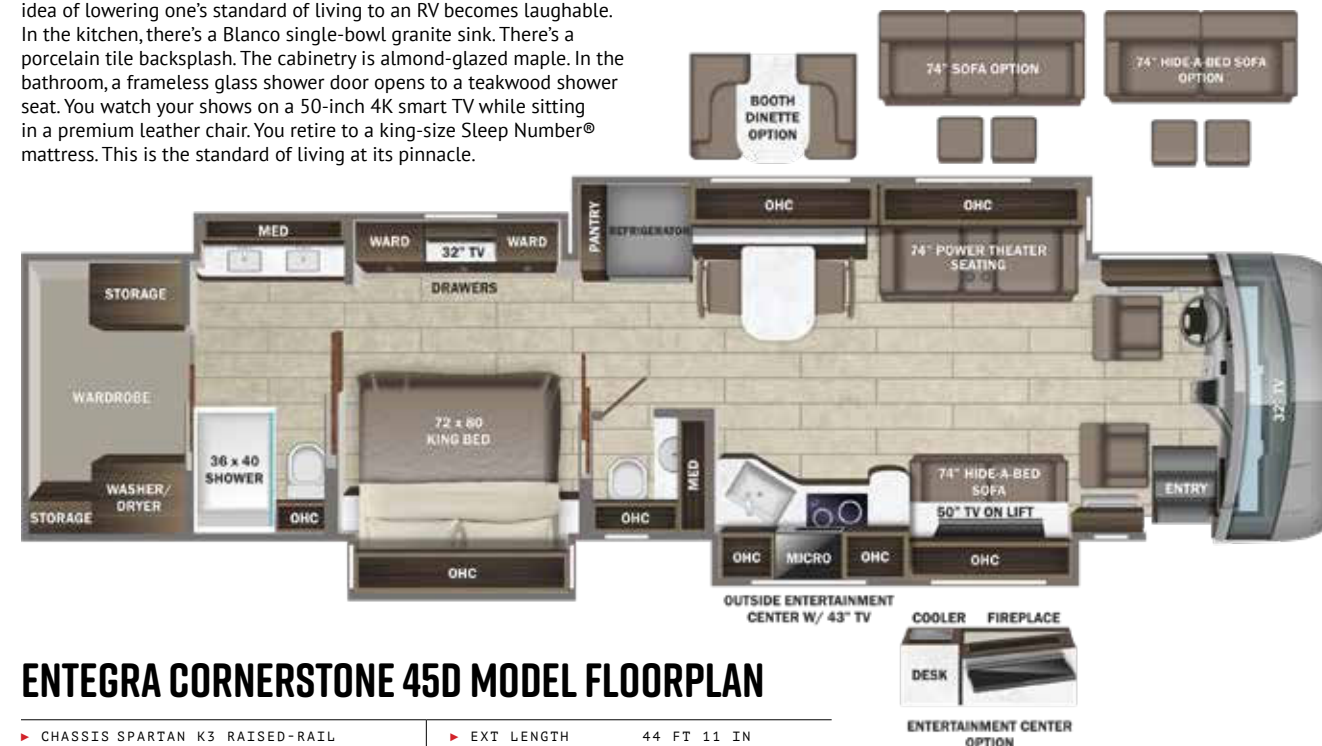 idea of lowering one's standard of living to an RV becomes laughable.
In the kitchen, there's a Blanco single-bowl granite sink. There's a
porcelain tile backsplash. The cabinetry is almond-glazed maple. In the
bathroom, a frameless glass shower door opens to a teakwood shower
seat. You watch your shows on a 50-inch 4K smart TV while sitting
in a premium leather chair. You retire to a king-size Sleep Number®
mattress. This is the standard of living at its pinnacle.
BOOTH
DINETTE
OPTION
74" SOFA OPTION
74" HIDE-A-BED SOFA
OPTION
MED
WARD
32" TV
WARD
DRAWERS
PANTRY
REFRIGERATOR
OHC
OHC
74" POWER THEATER
SEATING
STORAGE
WARDROBE
WASHER/
DRYER
STORAGE
36 x 40
SHOWER
OHC
72 x 80
KING BED
OHC
OHC
MED
OHC
MICRO
OHC
74" HIDE-A-BED
SOFA
50" TV ON LIFT
OHC
ENTRY
32" TV
OUTSIDE ENTERTAINMENT
CENTER W/ 43" TV
COOLER
FIREPLACE
DESK
ENTERTAINMENT CENTER
OPTION
ENTEGRA CORNERSTONE 45D MODEL FLOORPLAN
► CHASSIS SPARTAN K3 RAISED-RAIL
► EXT LENGTH 44 FT 11 IN